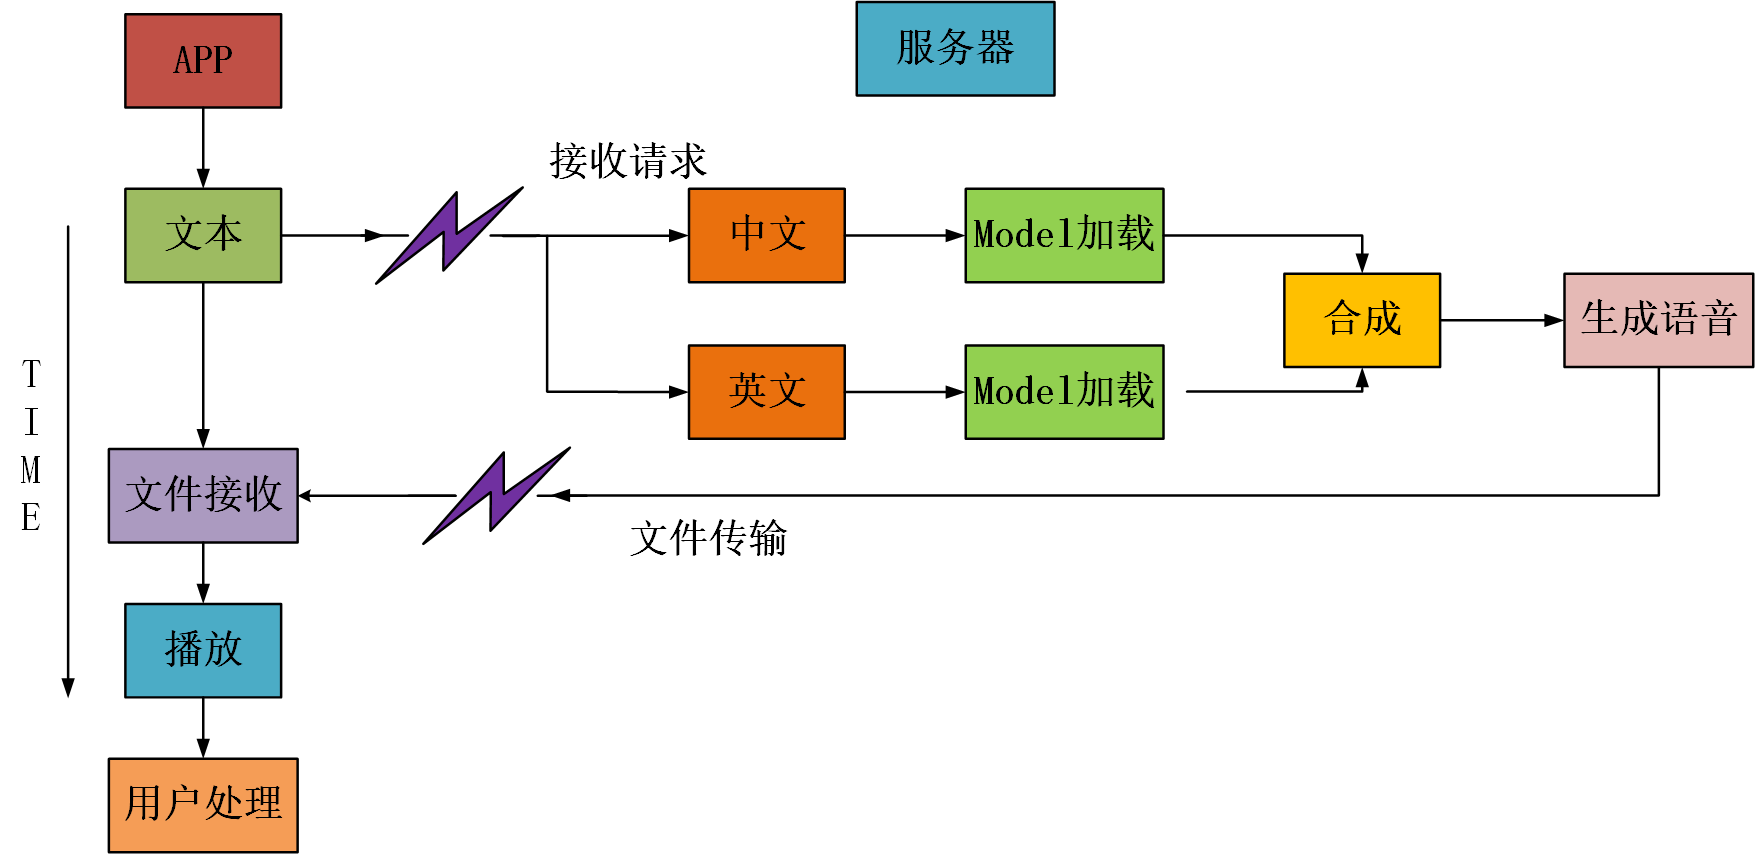 APP
服务器
接收请求
文本
中文
Model加载
合成
生成语音
英文
Model加载
TIME
文件接收
文件传输
播放
用户处理